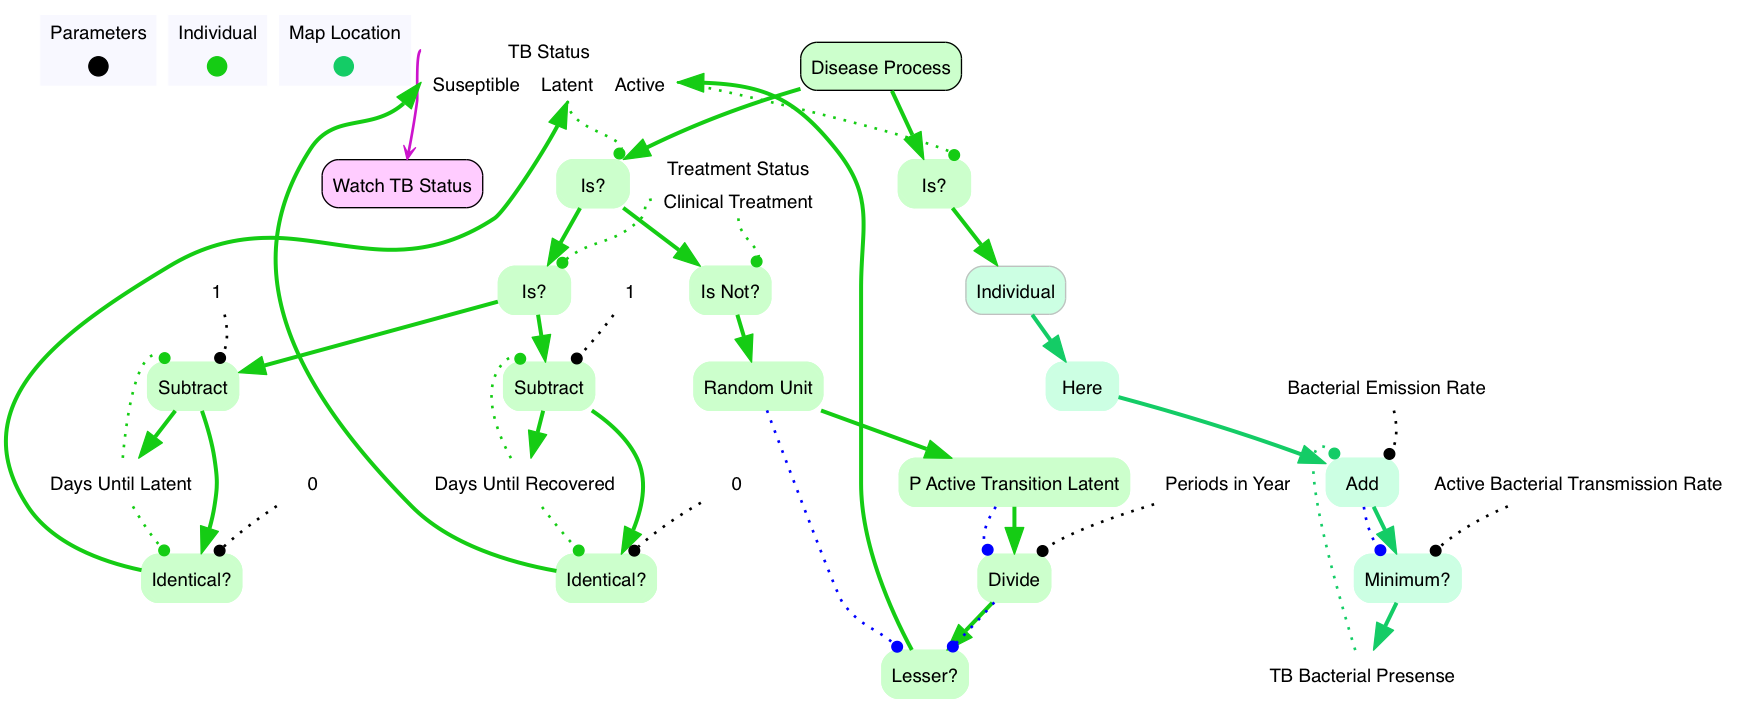 Parameters
Individual
Map Location
TB Status
Suseptible
Latent
Active
Disease Process
Watch TB Status
Is?
Treatment Status
Clinical Treatment
Is?
1
Is?
1
Is Not?
Individual
Subtract
Subtract
Random Unit
Here
Bacterial Emission Rate
Days Until Latent
0
Days Until Recovered
0
P Active Transition Latent
Periods in Year
Add
Active Bacterial Transmission Rate
Identical?
Identical?
Divide
Minimum?
Lesser?
TB Bacterial Presense